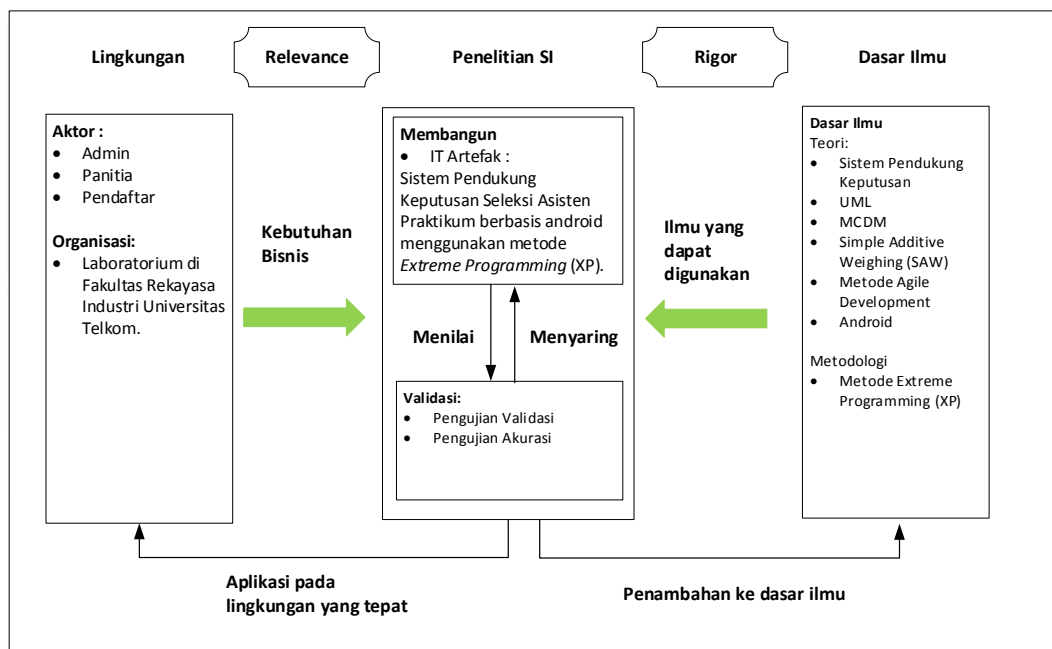 Lingkungan
Relevance
Penelitian SI
Rigor
Dasar Ilmu
Aktor :
• Admin
• Panitia
• Pendaftar
Organisasi:
• Laboratorium di
Fakultas Rekayasa
Industri Universitas
Telkom.
Kebutuhan
Bisnis
Membangun
• IT Artefak :
Sistem Pendukung
Keputusan Seleksi Asisten
Praktikum berbasis android
menggunakan metode
Extreme Programming (XP).
Menilai
Menyaring
Validasi:
• Pengujian Validasi
• Pengujian Akurasi
Ilmu yang
dapat
digunakan
Dasar Ilmu
Teori:
• Sistem Pendukung
Keputusan
• UML
• MCDM
• Simple Additive
Weighing (SAW)
• Metode Agile
Development
• Android
Metodologi
• Metode Extreme
Programming (XP)
Aplikasi pada
lingkungan yang tepat
Penambahan ke dasar ilmu